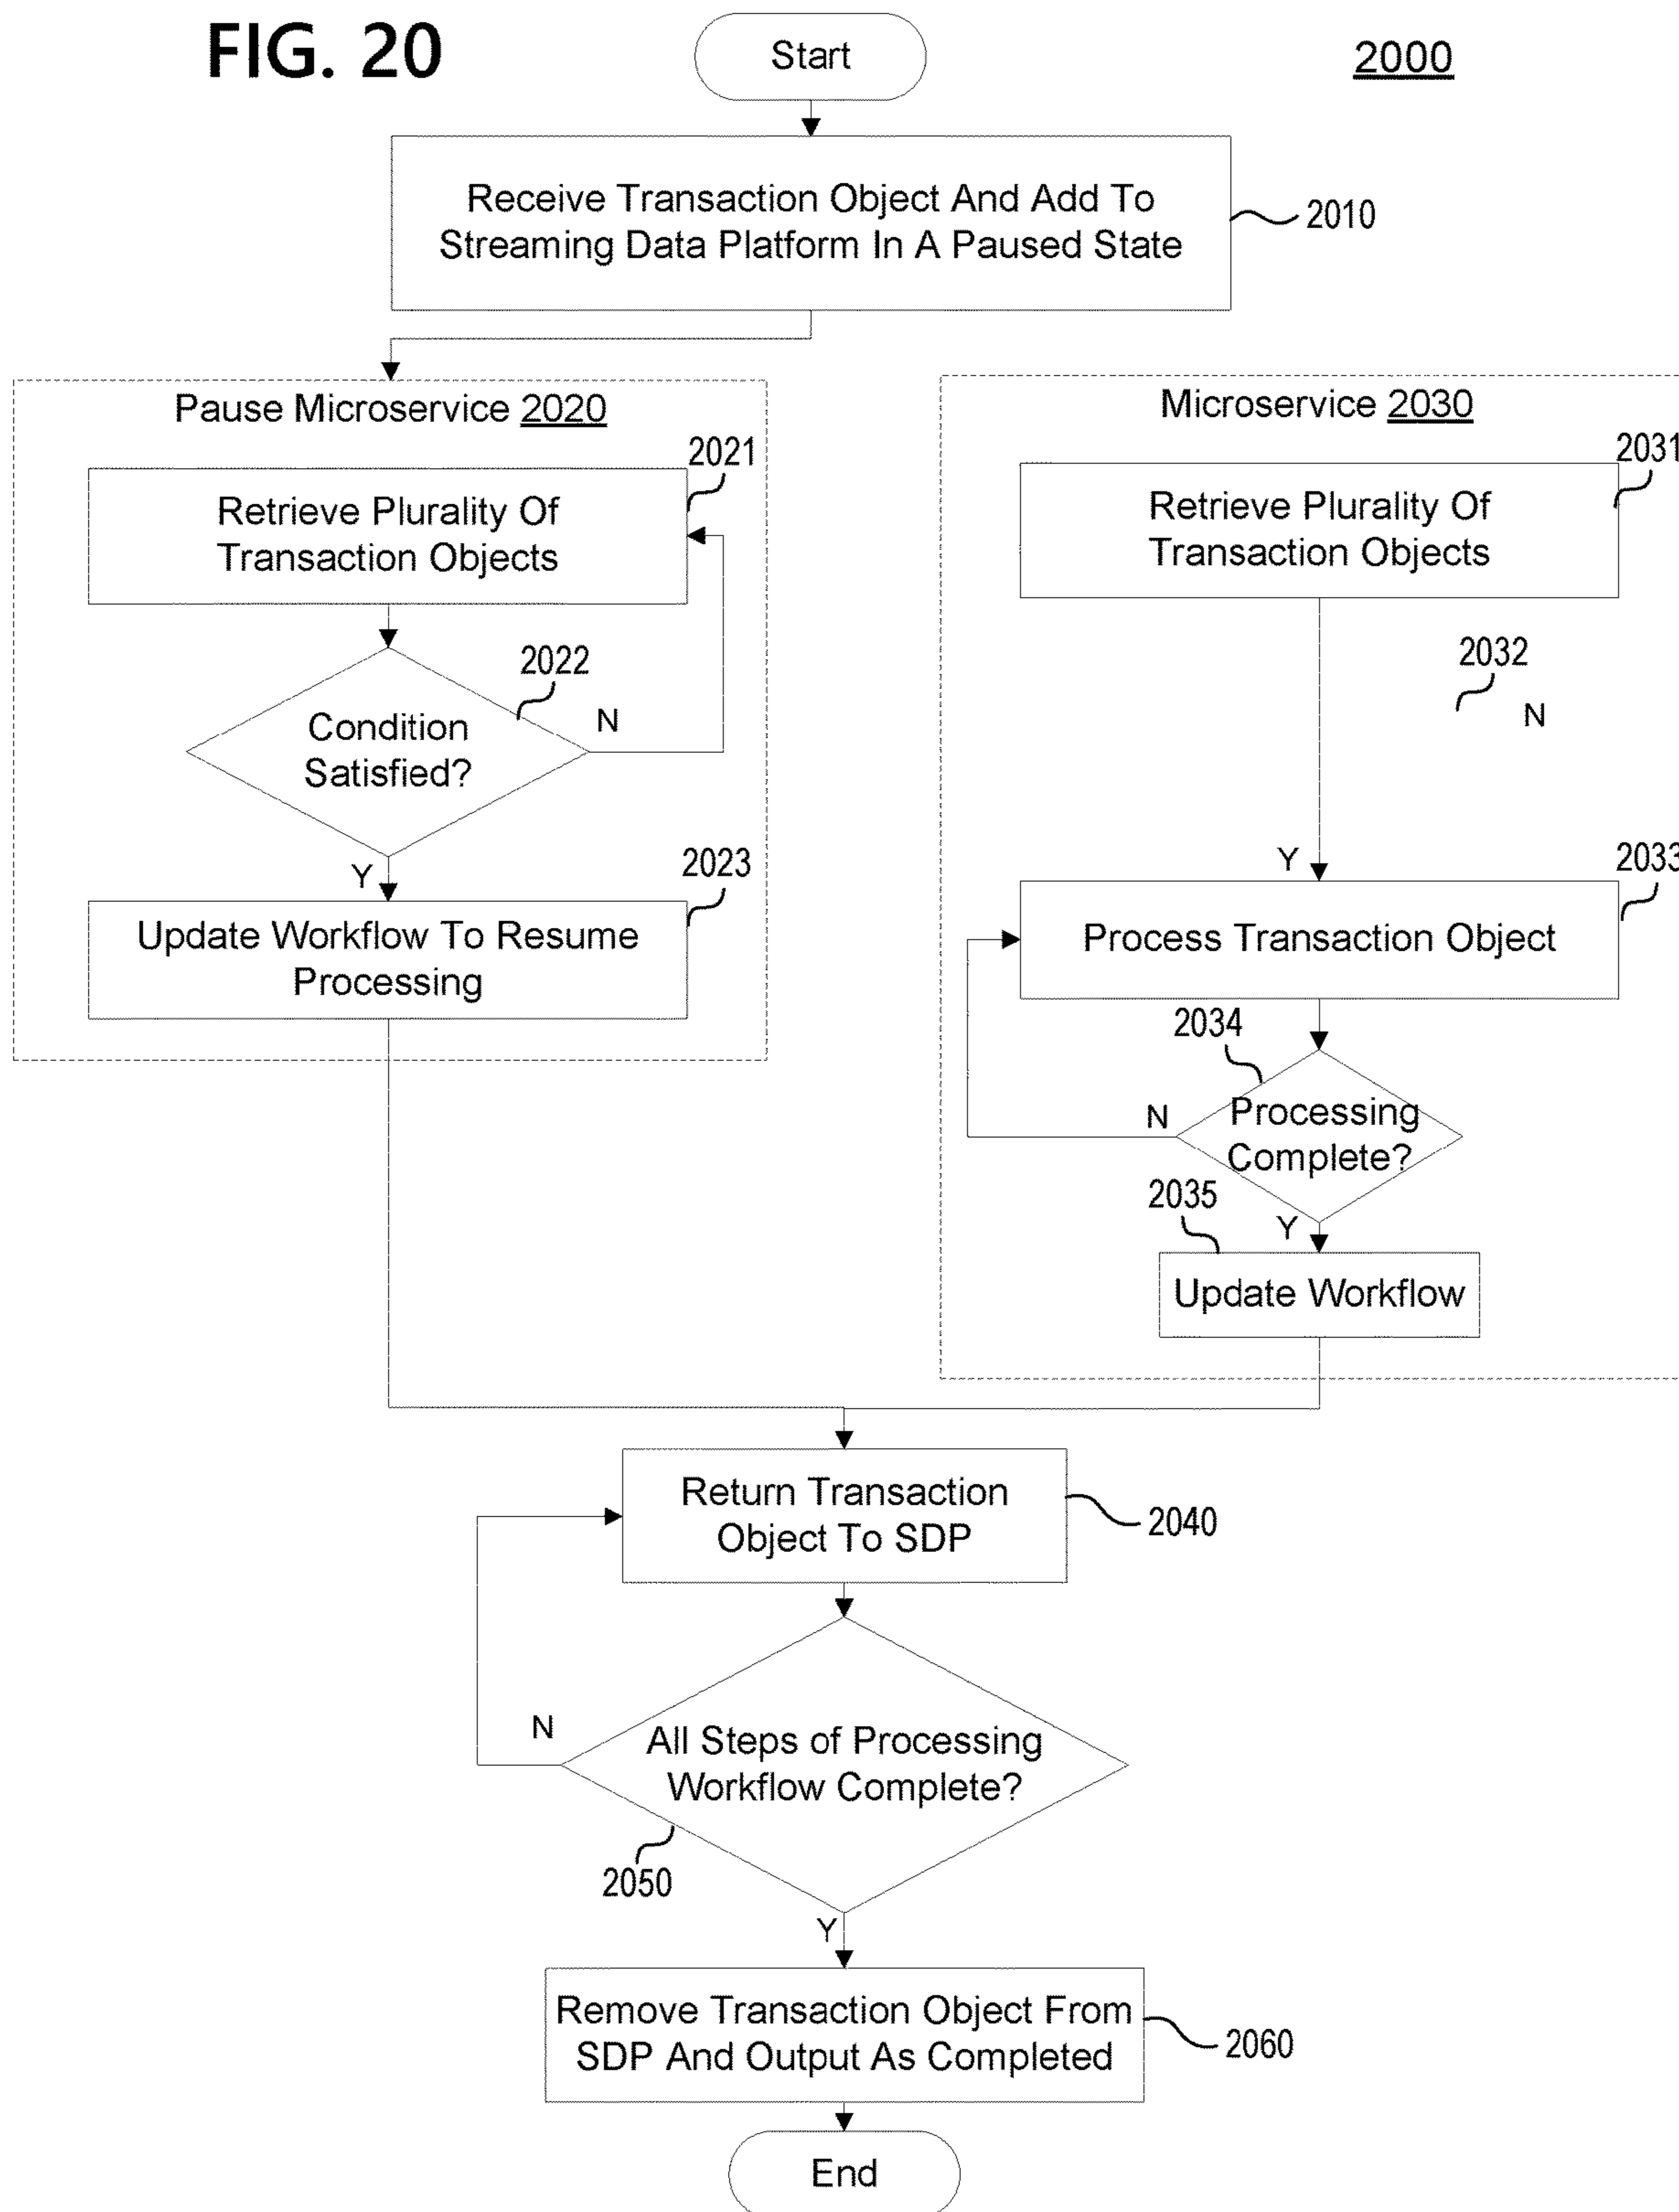 FIG. 20
Start
2000
Receive Transaction Object And Add To
Streaming Data Platform In A Paused State
2010
Pause Microservice 2020
2021
Retrieve Plurality Of
Transaction Objects
2022
Condition
Satisfied?
N
Y
2023
Update Workflow To Resume
Processing
Microservice 2030
2031
Retrieve Plurality Of
Transaction Objects
2032
N
Y
2033
Process Transaction Object
2034
Processing
Complete?
N
2035
Y
Update Workflow
Return Transaction
Object To SDP
2040
N
All Steps of Processing
Workflow Complete?
2050
Y
Remove Transaction Object From
SDP And Output As Completed
2060
End